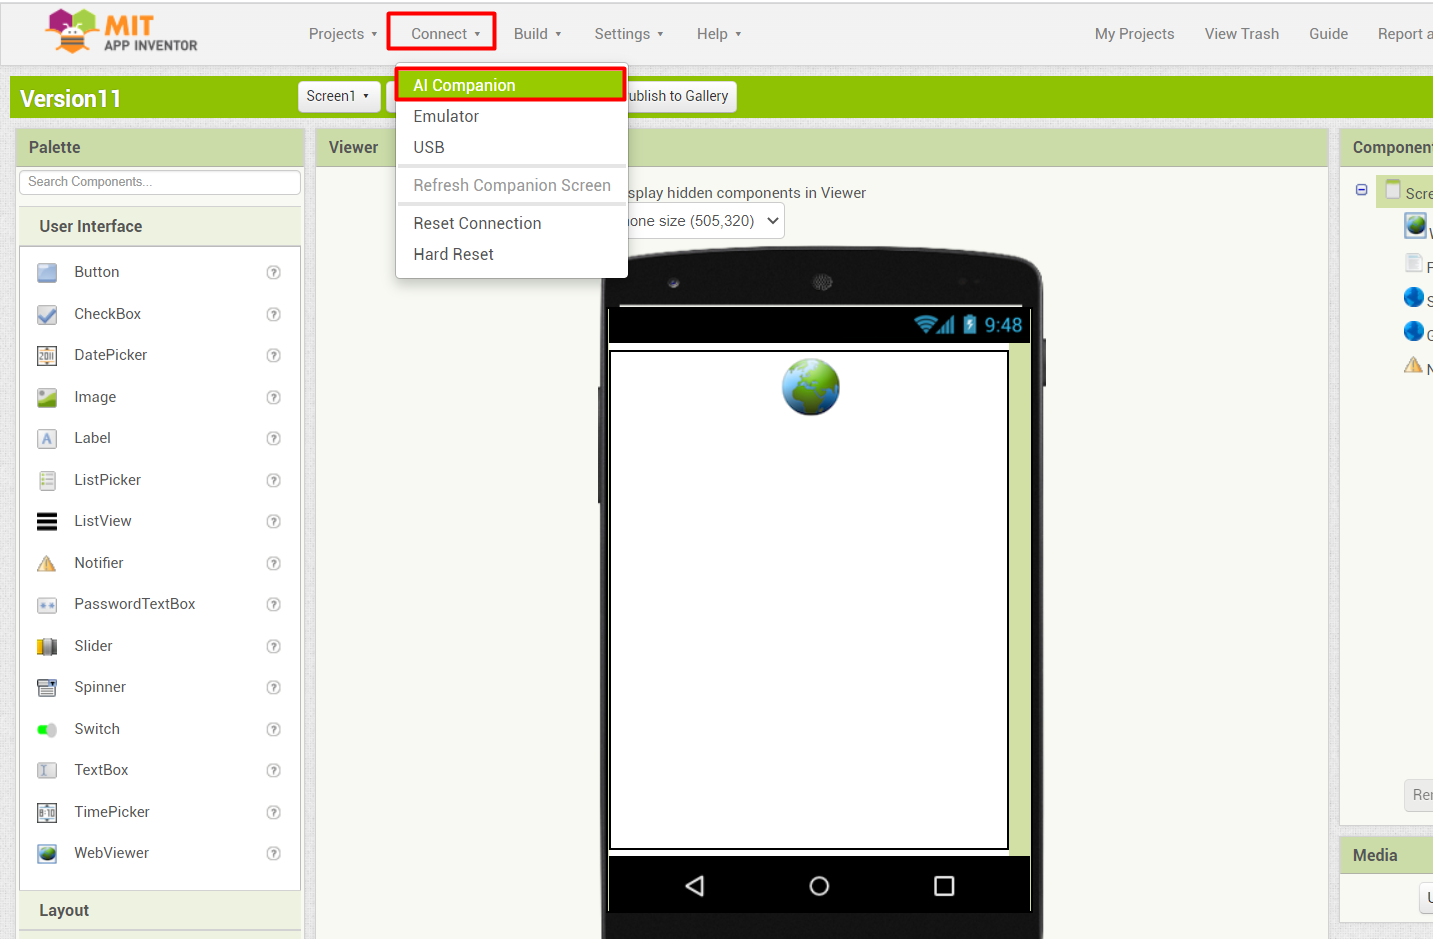 MIT
APP INVENTOR
Projects
Connect
Build
Settings
Help
My Projects
View Trash
Guide
Report
Version11
Screen1
AI Companion
Emulator
USB
Refresh Companion Screen
Reset Connection
Hard Reset
ublish to Gallery
Palette
Search Components...
User Interface
Button
CheckBox
DatePicker
Image
Label
ListPicker
ListView
Notifier
PasswordTextBox
Slider
Spinner
Switch
TextBox
TimePicker
WebViewer
Layout
Viewer
splay hidden components in Viewer
one size (505,320)
9:48
Component
Scre
Rer
Media